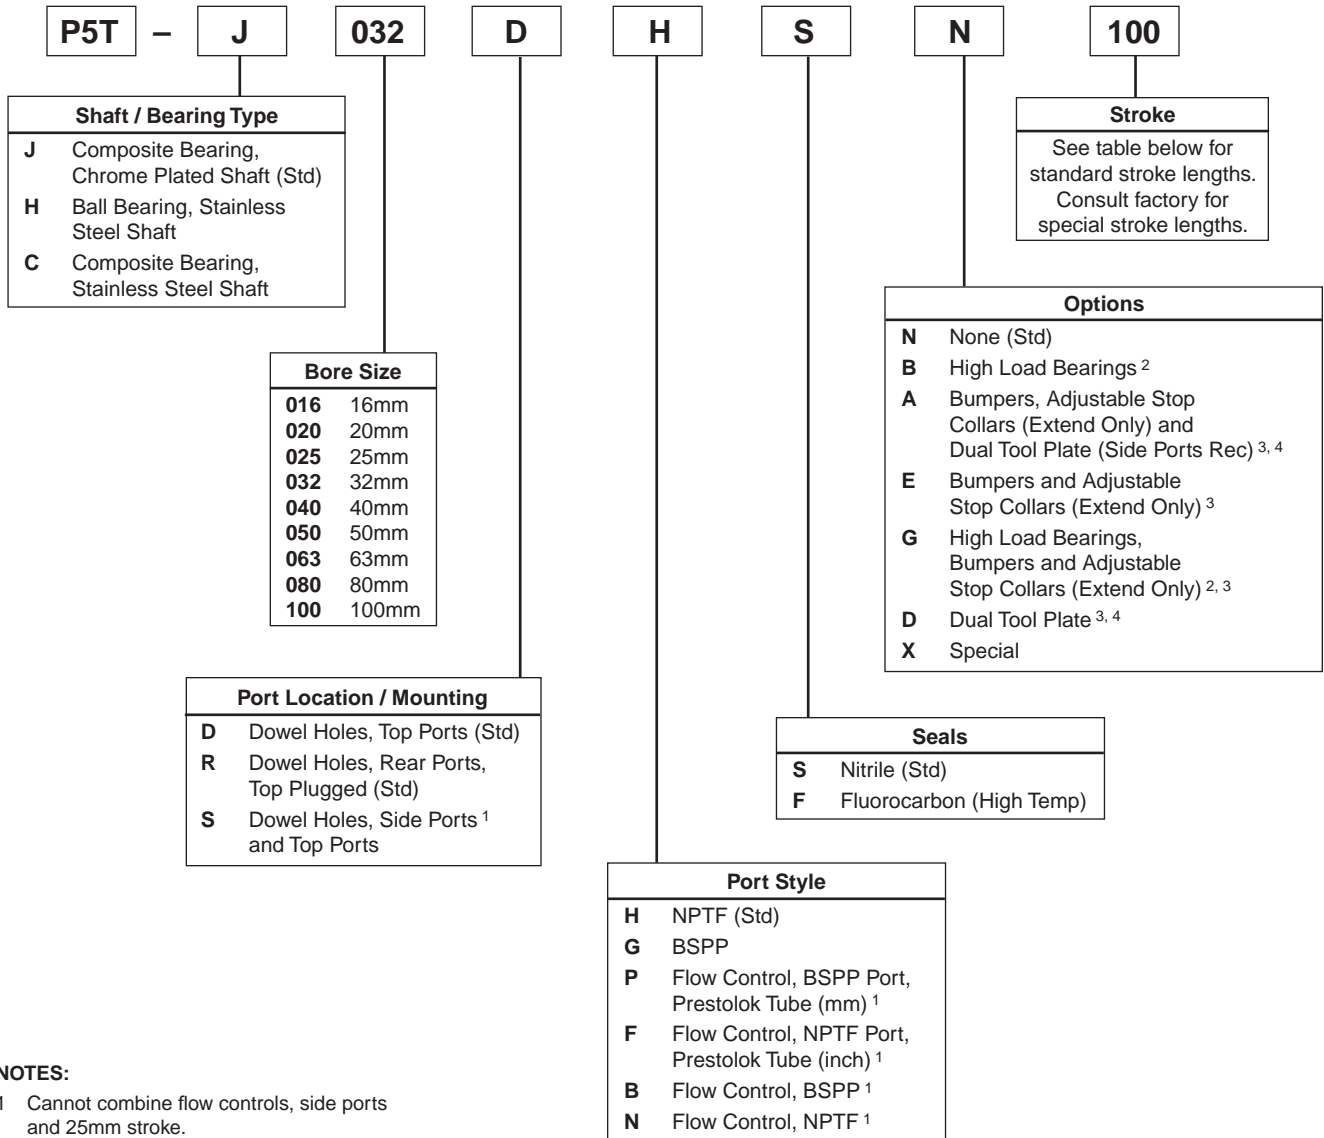 P5T – J 032 D H S N 100
Shaft / Bearing Type
J Composite Bearing,
Chrome Plated Shaft (Std)
H Ball Bearing, Stainless
Steel Shaft
C Composite Bearing,
Stainless Steel Shaft
Stroke
See table below for
standard stroke lengths.
Consult factory for
special stroke lengths.
Bore Size
016 16mm
020 20mm
025 25mm
032 32mm
040 40mm
050 50mm
063 63mm
080 80mm
100 100mm
Options
N None (Std)
B High Load Bearings 2
A Bumpers, Adjustable Stop
Collars (Extend Only) and
Dual Tool Plate (Side Ports Rec) 3, 4
E Bumpers and Adjustable
Stop Collars (Extend Only) 3
G High Load Bearings,
Bumpers and Adjustable
Stop Collars (Extend Only) 2, 3
D Dual Tool Plate 3, 4
X Special
Port Location / Mounting
D Dowel Holes, Top Ports (Std)
R Dowel Holes, Rear Ports,
Top Plugged (Std)
S Dowel Holes, Side Ports 1
and Top Ports
Seals
S Nitrile (Std)
F Fluorocarbon (High Temp)
Port Style
H NPTF (Std)
G BSPP
P Flow Control, BSPP Port,
Prestolok Tube (mm) 1
F Flow Control, NPTF Port,
Prestolok Tube (inch) 1
B Flow Control, BSPP 1
N Flow Control, NPTF 1
NOTES:
1 Cannot combine flow controls, side ports
and 25mm stroke.